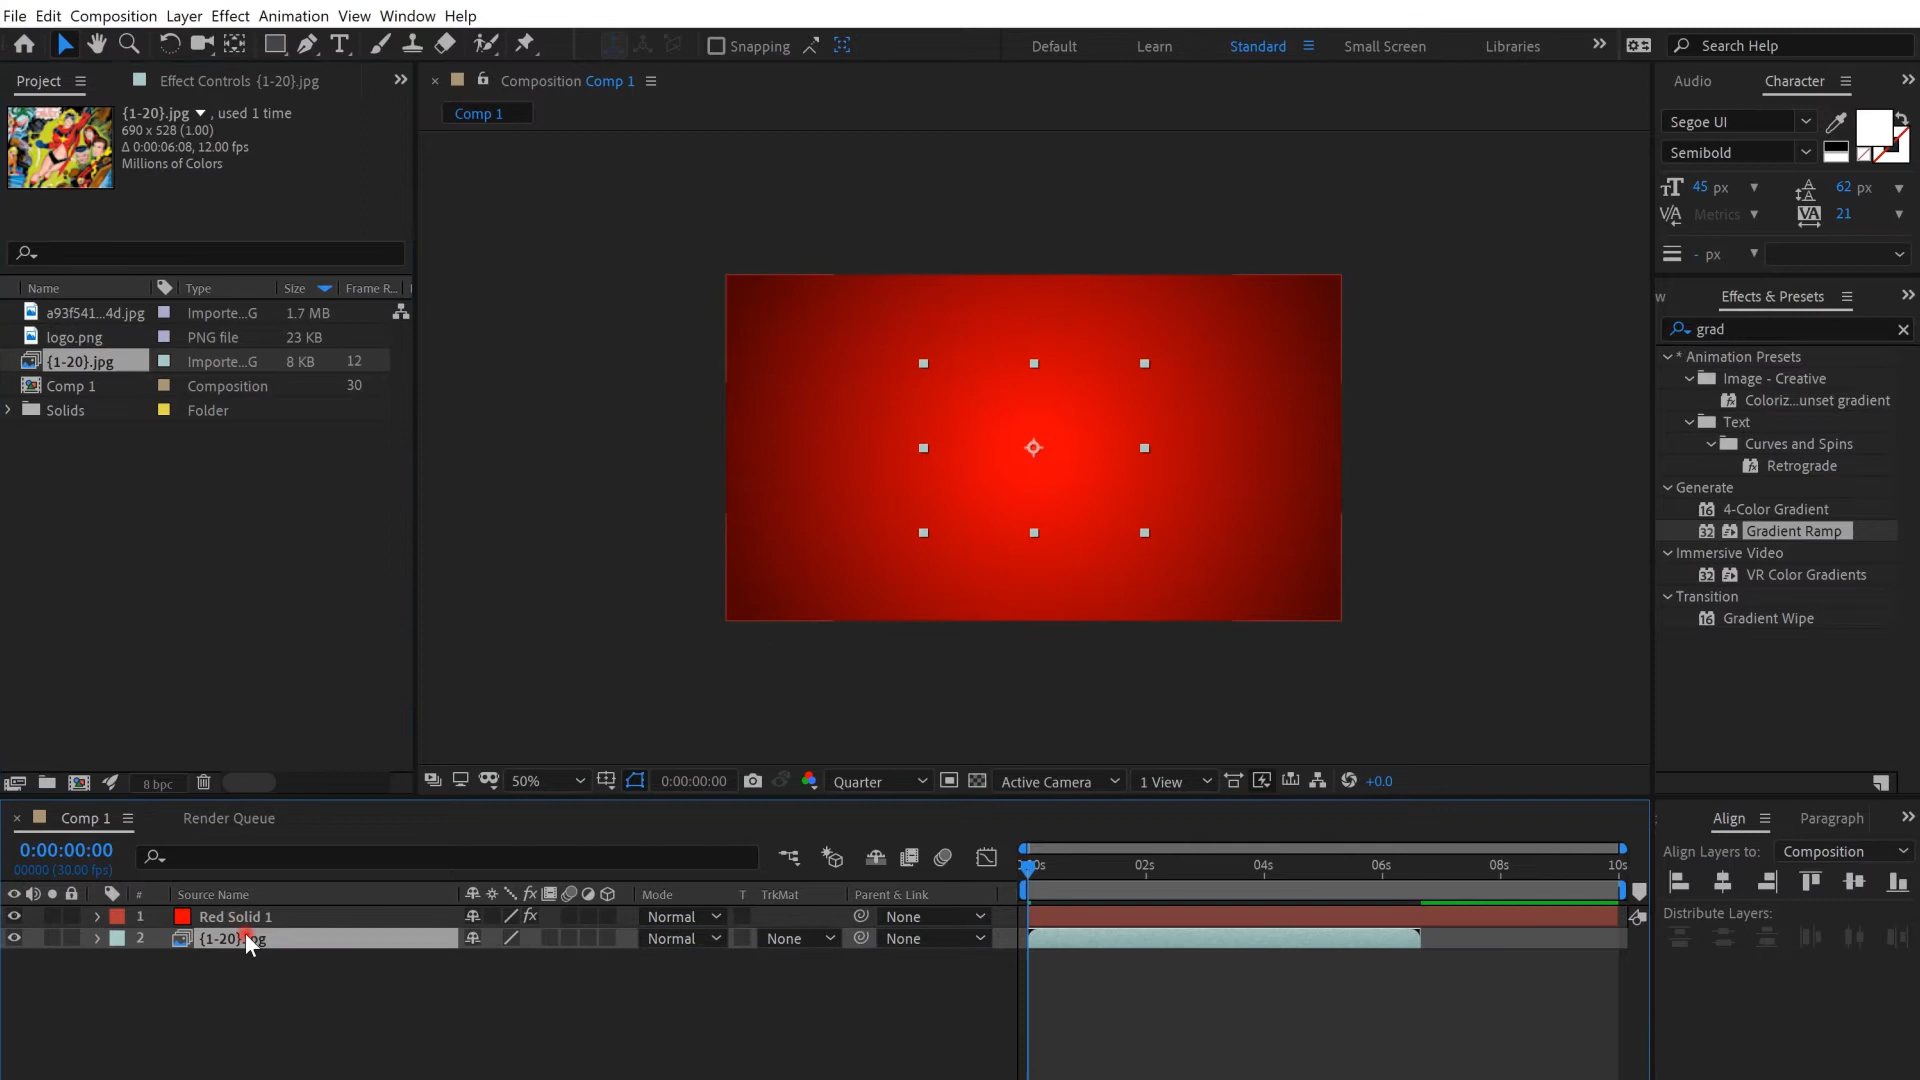 File Edit Composition Layer Effect Animation View Window Help
Snapping Default Learn Standard Small Screen Libraries Search Help
Project Effect Controls {1-20}.jpg
{1-20}.jpg , used 1 time
690 x 528 (1.00)
Δ 0:00:06:08, 12.00 fps
Millions of Colors
Name Type Size Frame R...
a93f541...4d.jpg Importe...G 1.7 MB
logo.png PNG file 23 KB
{1-20}.jpg Importe...G 8 KB 12
Comp 1 Composition 30
Solids Folder
8 bpc
Composition Comp 1
Comp 1
50% 0:00:00:00 Quarter Active Camera 1 View +0.0
Audio Character
Segoe UI
Semibold
45 px 62 px
Metrics 21
- px
Effects & Presets
grad
* Animation Presets
Image - Creative
Coloriz...unset gradient
Text
Curves and Spins
Retrograde
Generate
16 4-Color Gradient
32 Gradient Ramp
Immersive Video
32 VR Color Gradients
Transition
16 Gradient Wipe
Comp 1 Render Queue
0:00:00:00
00000 (30.00 fps)
# Source Name fx Mode T TrkMat Parent & Link
1 Red Solid 1 fx Normal None
2 {1-20}.jpg Normal None None
02s 04s 06s 08s 10s
Align Paragraph
Align Layers to: Composition
Distribute Layers: